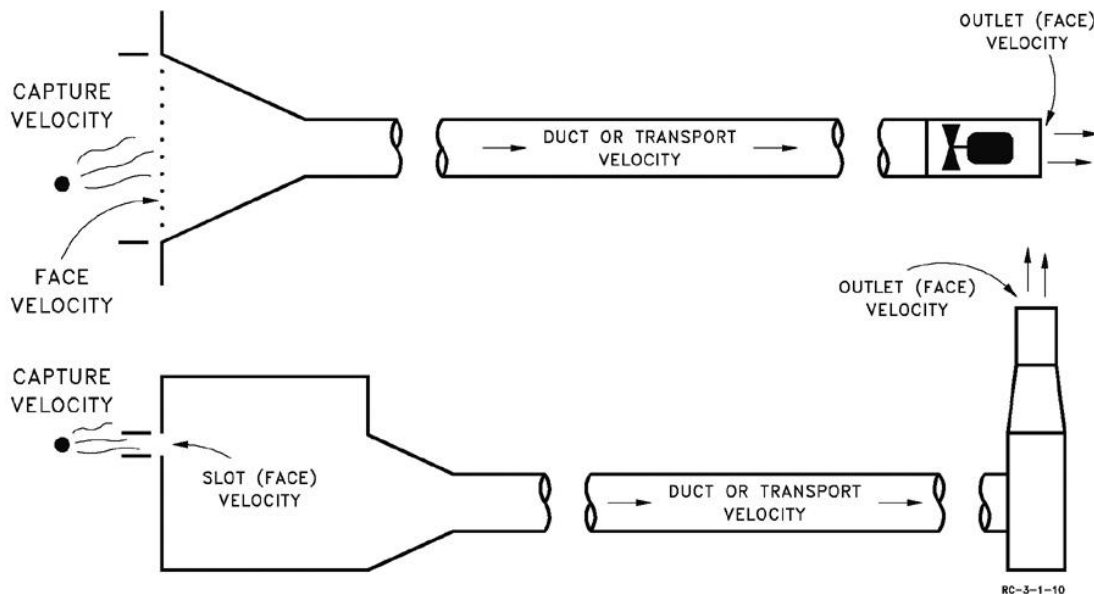 OUTLET (FACE)
VELOCITY
CAPTURE
VELOCITY
DUCT OR TRANSPORT
VELOCITY
FACE
VELOCITY
OUTLET (FACE)
VELOCITY
CAPTURE
VELOCITY
SLOT (FACE)
VELOCITY
DUCT OR TRANSPORT
VELOCITY
RC-3-1-10